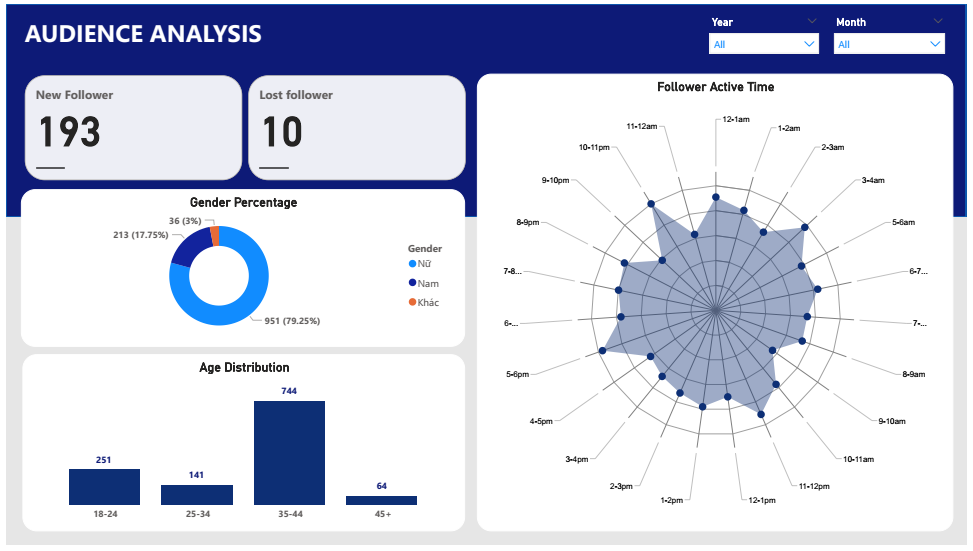 AUDIENCE ANALYSIS
Year
Month
All
All
New Follower
193
Lost follower
10
Gender Percentage
36 (3%)
213 (17.75%)
951 (79.25%)
Gender
Nữ
Nam
Khác
Age Distribution
251
141
744
64
18-24
25-34
35-44
45+
Follower Active Time
12-1am
1-2am
2-3am
3-4am
5-6am
6-7...
7-...
8-9am
9-10am
10-11am
11-12pm
12-1pm
1-2pm
2-3pm
3-4pm
4-5pm
5-6pm
6-...
7-8...
8-9pm
9-10pm
10-11pm
11-12am